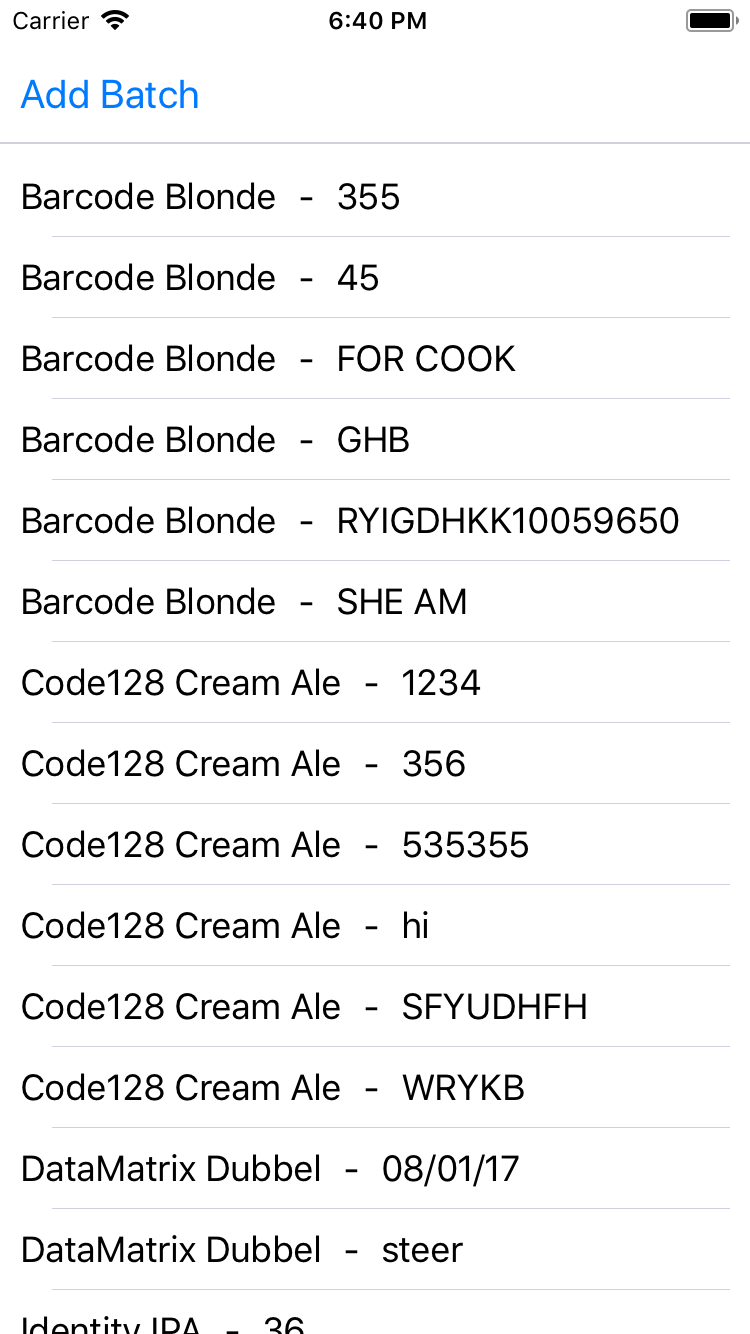 Carrier 6:40 PM
Add Batch
Barcode Blonde - 355
Barcode Blonde - 45
Barcode Blonde - FOR COOK
Barcode Blonde - GHB
Barcode Blonde - RYIGDHKK10059650
Barcode Blonde - SHE AM
Code128 Cream Ale - 1234
Code128 Cream Ale - 356
Code128 Cream Ale - 535355
Code128 Cream Ale - hi
Code128 Cream Ale - SFYUDHFH
Code128 Cream Ale - WRYKB
DataMatrix Dubbel - 08/01/17
DataMatrix Dubbel - steer
Identity IPA - 36